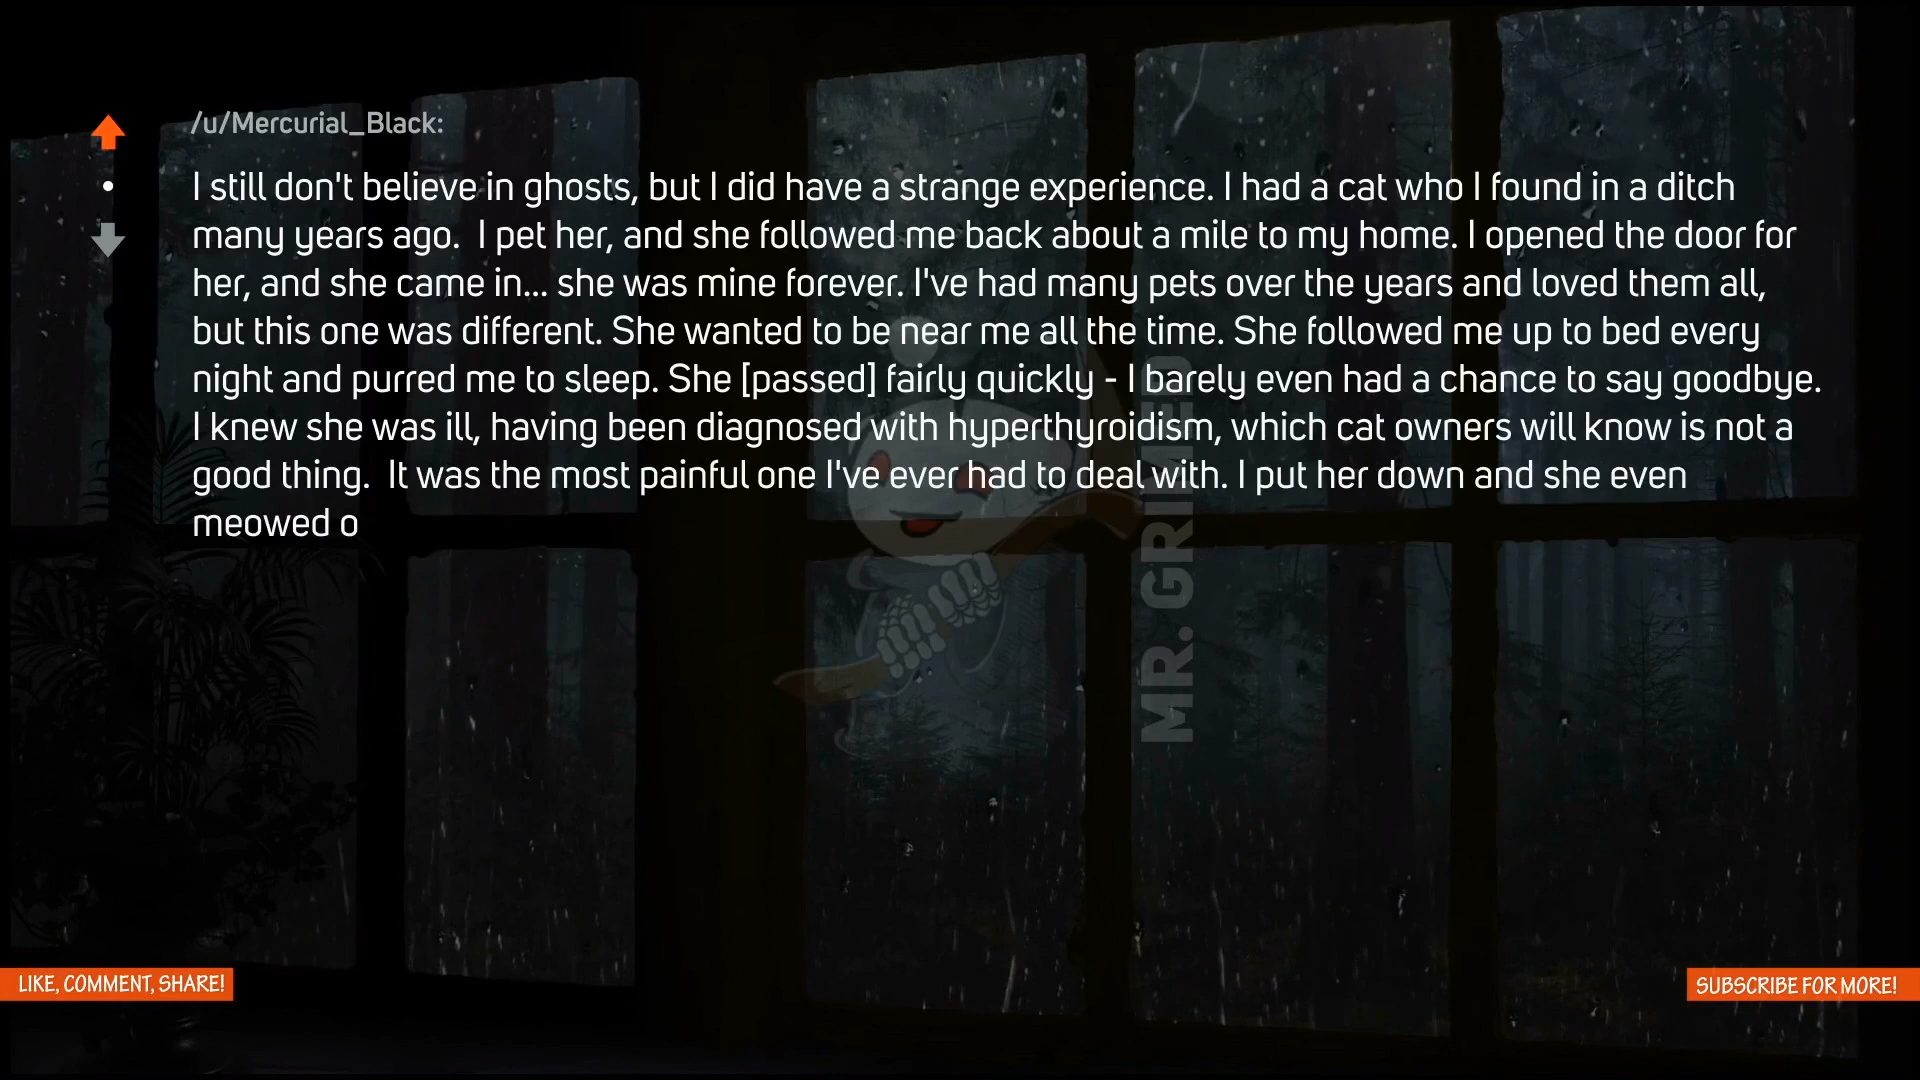 /u/Mercurial_Black:
I still don't believe in ghosts, but I did have a strange experience. I had a cat who I found in a ditch
many years ago.  I pet her, and she followed me back about a mile to my home. I opened the door for
her, and she came in... she was mine forever. I've had many pets over the years and loved them all,
but this one was different. She wanted to be near me all the time. She followed me up to bed every
night and purred me to sleep. She [passed] fairly quickly - I barely even had a chance to say goodbye.
I knew she was ill, having been diagnosed with hyperthyroidism, which cat owners will know is not a
good thing.  It was the most painful one I've ever had to deal with. I put her down and she even
meowed o
MR. GRIMED
LIKE, COMMENT, SHARE!
SUBSCRIBE FOR MORE!